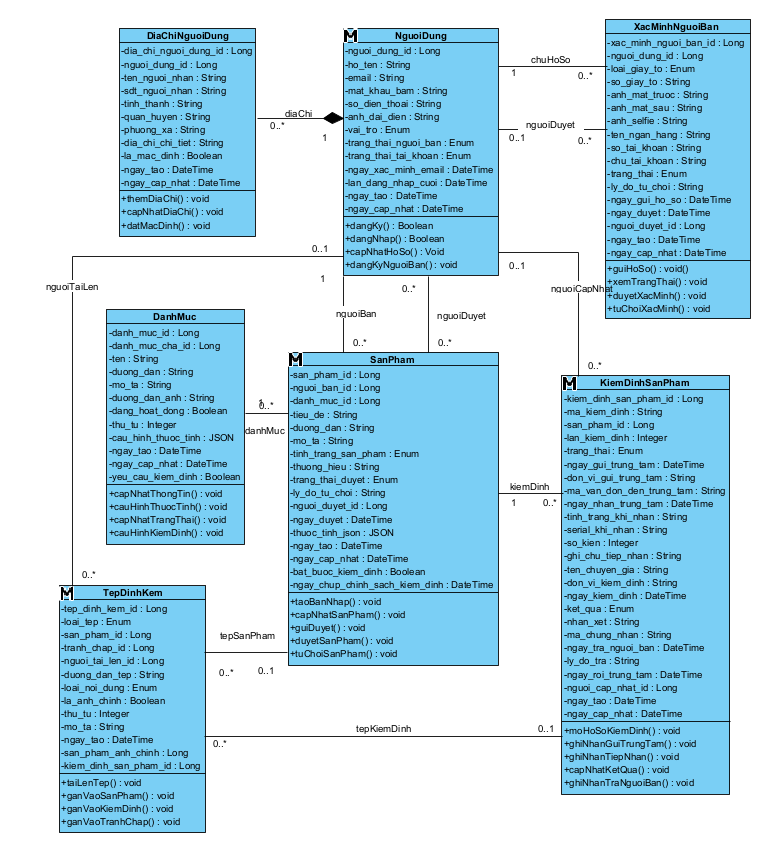 DiaChiNguoiDung
-dia_chi_nguoi_dung_id : Long
-nguoi_dung_id : Long
-ten_nguoi_nhan : String
-sdt_nguoi_nhan : String
-tinh_thanh : String
-quan_huyen : String
-phuong_xa : String
-dia_chi_chi_tiet : String
-la_mac_dinh : Boolean
-ngay_tao : DateTime
-ngay_cap_nhat : DateTime
+themDiaChi() : void
+capNhatDiaChi() : void
+datMacDinh() : void
diaChi
0..*
1
M
NguoiDung
-nguoi_dung_id : Long
-ho_ten : String
-email : String
-mat_khau_bam : String
-so_dien_thoai : String
-anh_dai_dien : String
-vai_tro : Enum
-trang_thai_nguoi_ban : Enum
-trang_thai_tai_khoan : Enum
-ngay_xac_minh_email : DateTime
-lan_dang_nhap_cuoi : DateTime
-ngay_tao : DateTime
-ngay_cap_nhat : DateTime
+dangKy() : Boolean
+dangNhap() : Boolean
+capNhatHoSo() : Void
+dangKyNguoiBan() : void
chuHoSo
1
0..*
nguoiDuyet
0..1
0..*
XacMinhNguoiBan
-xac_minh_nguoi_ban_id : Long
-nguoi_dung_id : Long
-loai_giay_to : Enum
-so_giay_to : String
-anh_mat_truoc : String
-anh_mat_sau : String
-anh_selfie : String
-ten_ngan_hang : String
-so_tai_khoan : String
-chu_tai_khoan : String
-trang_thai : Enum
-ly_do_tu_choi : String
-ngay_gui_ho_so : DateTime
-ngay_duyet : DateTime
-nguoi_duyet_id : Long
-ngay_tao : DateTime
-ngay_cap_nhat : DateTime
+guiHoSo() : void()
+xemTrangThai() : void
+duyetXacMinh() : void
+tuChoiXacMinh() : void
0..1
nguoiTaiLen
0..*
1
nguoiBan
0..*
0..*
nguoiDuyet
0..*
0..1
nguoiCapNhat
0..*
DanhMuc
-danh_muc_id : Long
-danh_muc_cha_id : Long
-ten : String
-duong_dan : String
-mo_ta : String
-duong_dan_anh : String
-dang_hoat_dong : Boolean
-thu_tu : Integer
-cau_hinh_thuoc_tinh : JSON
-ngay_tao : DateTime
-ngay_cap_nhat : DateTime
-yeu_cau_kiem_dinh : Boolean
+capNhatThongTin() : void
+cauHinhThuocTinh() : void
+capNhatTrangThai() : void
+cauHinhKiemDinh() : void
1
0..*
danhMuc
M
SanPham
-san_pham_id : Long
-nguoi_ban_id : Long
-danh_muc_id : Long
-tieu_de : String
-duong_dan : String
-mo_ta : String
-tinh_trang_san_pham : Enum
-thuong_hieu : String
-trang_thai_duyet : Enum
-ly_do_tu_choi : String
-nguoi_duyet_id : Long
-ngay_duyet : DateTime
-thuoc_tinh_json : JSON
-ngay_tao : DateTime
-ngay_cap_nhat : DateTime
-bat_buoc_kiem_dinh : Boolean
-ngay_chup_chinh_sach_kiem_dinh : DateTime
+taoBanNhap() : void
+capNhatSanPham() : void
+guiDuyet() : void
+duyetSanPham() : void
+tuChoiSanPham() : void
kiemDinh
1
0..*
M
KiemDinhSanPham
-kiem_dinh_san_pham_id : Long
-ma_kiem_dinh : String
-san_pham_id : Long
-lan_kiem_dinh : Integer
-trang_thai : Enum
-ngay_gui_trung_tam : DateTime
-don_vi_gui_trung_tam : String
-ma_van_don_den_trung_tam : String
-ngay_nhan_trung_tam : DateTime
-tinh_trang_khi_nhan : String
-serial_khi_nhan : String
-so_kien : Integer
-ghi_chu_tiep_nhan : String
-ten_chuyen_gia : String
-don_vi_kiem_dinh : String
-ngay_kiem_dinh : DateTime
-ket_qua : Enum
-nhan_xet : String
-ma_chung_nhan : String
-ngay_tra_nguoi_ban : DateTime
-ly_do_tra : String
-ngay_roi_trung_tam : DateTime
-nguoi_cap_nhat_id : Long
-ngay_tao : DateTime
-ngay_cap_nhat : DateTime
+moHoSoKiemDinh() : void
+ghiNhanGuiTrungTam() : void
+ghiNhanTiepNhan() : void
+capNhatKetQua() : void
+ghiNhanTraNguoiBan() : void
M
TepDinhKem
-tep_dinh_kem_id : Long
-loai_tep : Enum
-san_pham_id : Long
-tranh_chap_id : Long
-nguoi_tai_len_id : Long
-duong_dan_tep : String
-loai_noi_dung : Enum
-la_anh_chinh : Boolean
-thu_tu : Integer
-mo_ta : String
-ngay_tao : DateTime
-san_pham_anh_chinh : Long
-kiem_dinh_san_pham_id : Long
+taiLenTep() : void
+ganVaoSanPham() : void
+ganVaoKiemDinh() : void
+ganVaoTranhChap() : void
tepSanPham
0..*
0..1
tepKiemDinh
0..*
0..1